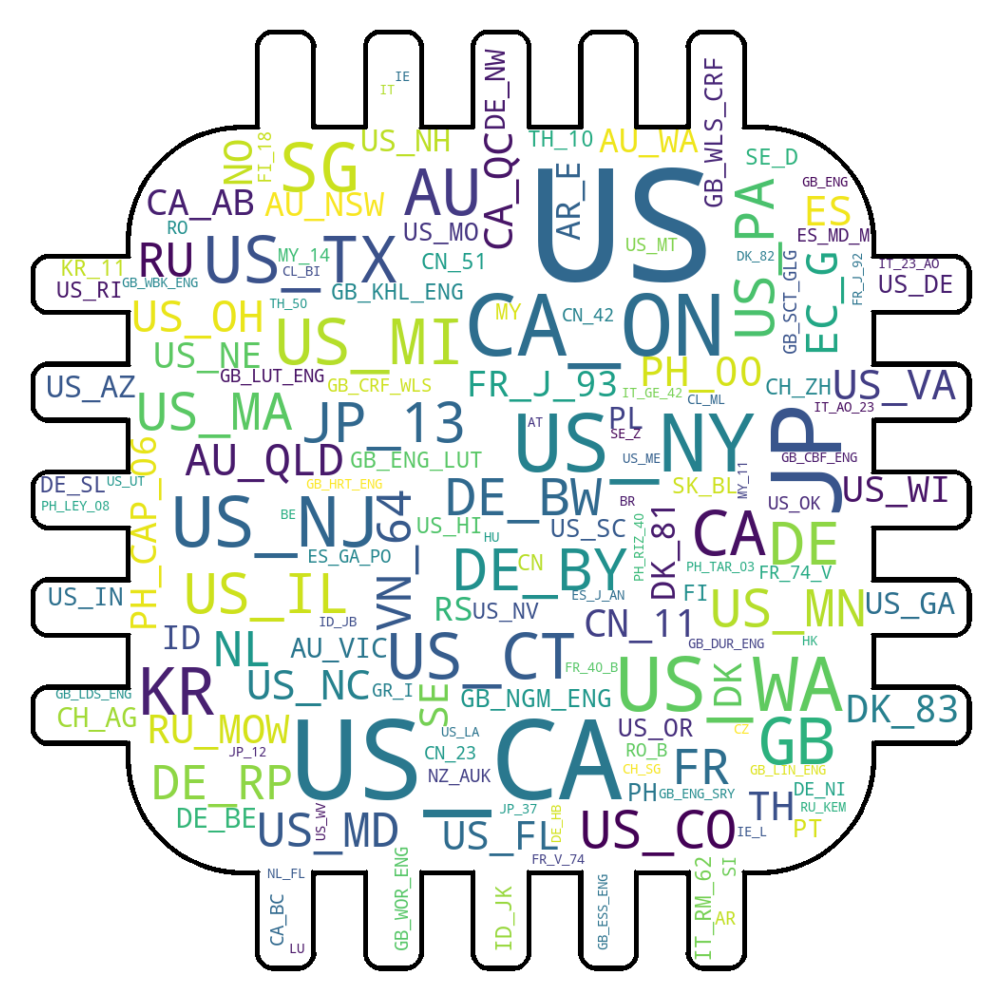 IE
IT
DE_NW
GB_WLS_CRF
NO
FI_18
SG
US_NH
CA_QC
TH_10
AU_WA
SE_D
GB_ENG
CA_AB
AU_NSW
AU
US
AR_E
US_PA
ES
RO
US_MO
ES_MD_M
RU
US_TX
MY_14
CL_BI
CN_51
US_MT
DK_82
GB_SCT_GLG
EC_G
FR_J_92
IT_23_AO
KR_11
US_RI
GB_WBK_ENG
US_DE
TH_50
GB_KHL_ENG
CA_ON
MY
CN_42
US_OH
US_MI
US_NE
GB_LUT_ENG
GB_CRF_WLS
FR_J_93
PH_00
IT_GE_42
CL_ML
CH_ZH
US_VA
US_AZ
US_MA
JP_13
AT
US_NY
PL
SE_Z
JP
IT_AO_23
PH_CAP_06
AU_QLD
GB_ENG_LUT
US_ME
GB_CBF_ENG
MY_11
DE_SL
US_UT
GB_HRT_ENG
SK_BL
US_WI
PH_LEY_08
US_NJ
BE
VN_64
DE_BW
BR
US_OK
US_HI
HU
US_SC
PH_RIZ_40
DK_81
CA
DE
ES_GA_PO
CN
DE_BY
PH_TAR_03
FR_74_V
US_IN
US_IL
ES_J_AN
FI
US_MN
US_GA
ID_JB
RS
US_NV
CN_11
GB_DUR_ENG
HK
ID
NL
AU_VIC
US_CT
FR_40_B
US_WA
DK
KR
US_NC
GR_I
SE
GB_NGM_ENG
GB_LDS_ENG
CH_AG
RU_MOW
US_CA
US_LA
US_OR
CZ
GB
DK_83
JP_12
CN_23
NZ_AUK
RO_B
CH_SG
FR
GB_LIN_ENG
DE_RP
PH
GB_ENG_SRY
TH
DE_NI
RU_KEM
DE_BE
US_MD
US_WV
US_FL
JP_37
DE_HB
US_CO
IE_L
PT
FR_V_74
NL_FL
CA_BC
LU
GB_WOR_ENG
ID_JK
GB_ESS_ENG
IT_RM_62
SI
AR